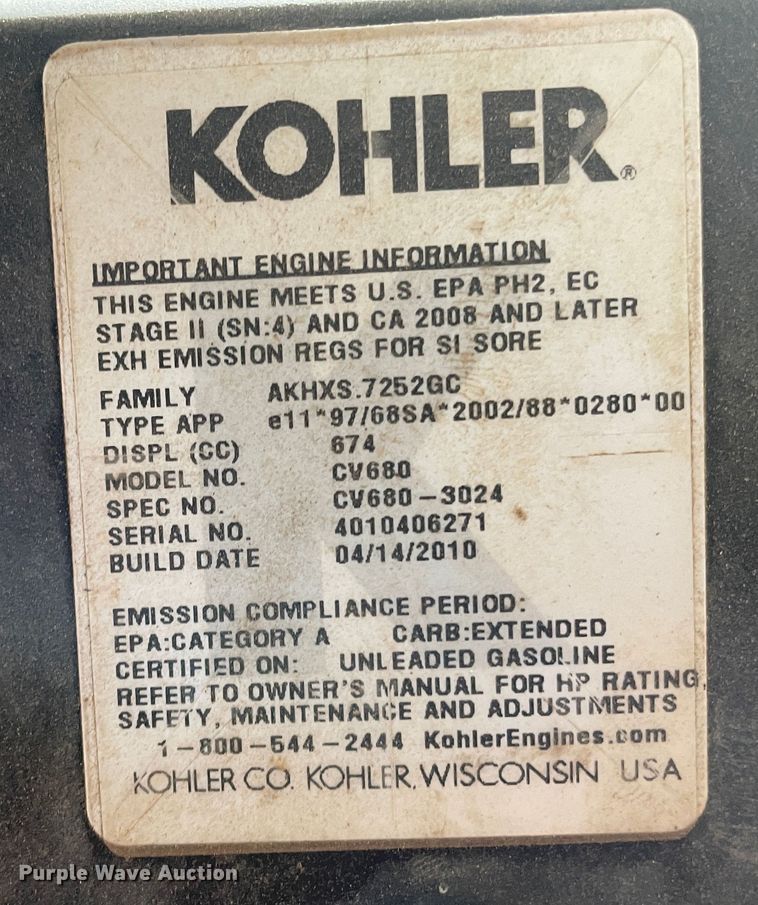 KOHLER®
IMPORTANT ENGINE INFORMATION
THIS ENGINE MEETS U.S. EPA PH2, EC
STAGE II (SN:4) AND CA 2008 AND LATER
EXH EMISSION REGS FOR SI SORE
FAMILY AKHXS.7252GC
TYPE APP e11*97/68SA*2002/88*0280*00
DISPL (CC) 674
MODEL NO. CV680
SPEC NO. CV680-3024
SERIAL NO. 4010406271
BUILD DATE 04/14/2010
EMISSION COMPLIANCE PERIOD:
EPA:CATEGORY A CARB:EXTENDED
CERTIFIED ON: UNLEADED GASOLINE
REFER TO OWNER'S MANUAL FOR HP RATING,
SAFETY, MAINTENANCE AND ADJUSTMENTS
1-800-544-2444 KohlerEngines.com
KOHLER CO. KOHLER, WISCONSIN USA
Purple Wave Auction